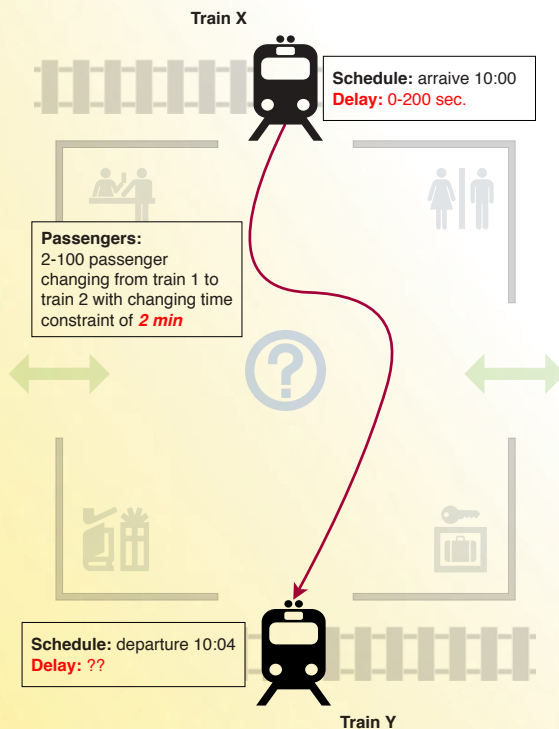 Train X
Schedule: arraive 10:00
Delay: 0-200 sec.
Passengers:
2-100 passenger
changing from train 1 to
train 2 with changing time
constraint of 2 min
?
Schedule: departure 10:04
Delay: ??
Train Y